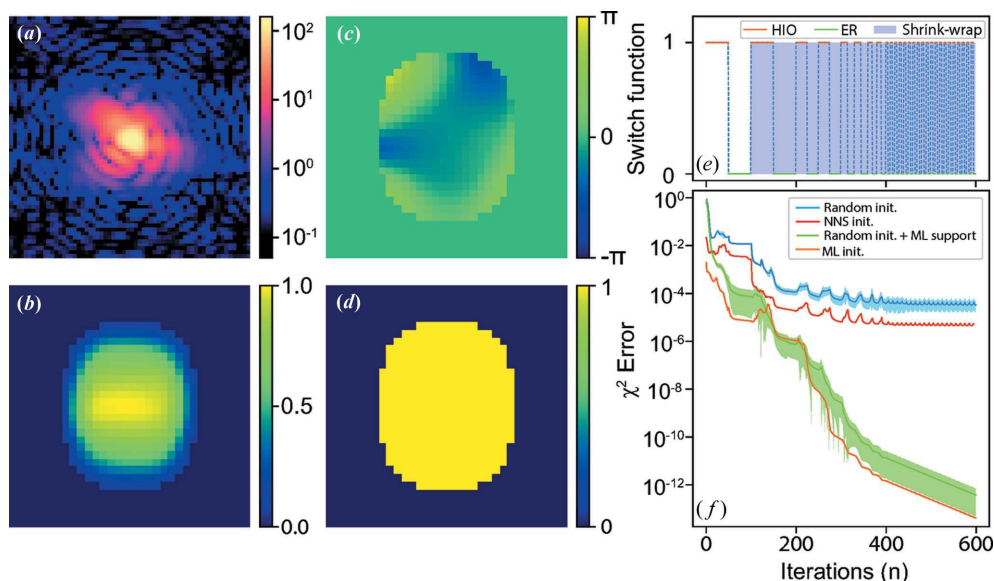 (a)
10²
10¹
10⁰
10⁻¹
(c)
π
0
-π
(b)
1.0
0.5
0.0
(d)
1
0
HIO ER Shrink-wrap
Switch function
1
0
(e)
χ² Error
10⁰
10⁻²
10⁻⁴
10⁻⁶
10⁻⁸
10⁻¹⁰
10⁻¹²
Random init.
NNS init.
Random init. + ML support
ML init.
(f)
0 200 400 600
Iterations (n)